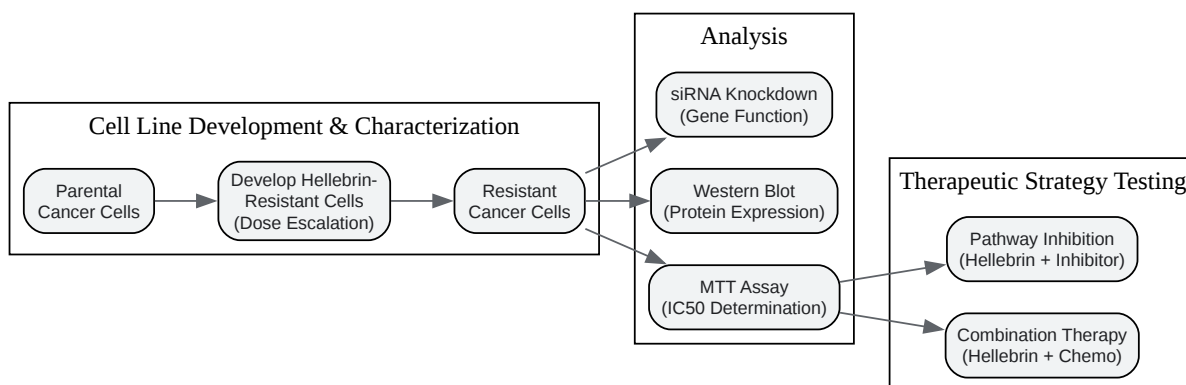 Cell Line Development & Characterization
Parental
Cancer Cells
Develop Hellebrin-
Resistant Cells
(Dose Escalation)
Resistant
Cancer Cells
Analysis
siRNA Knockdown
(Gene Function)
Western Blot
(Protein Expression)
MTT Assay
(IC50 Determination)
Therapeutic Strategy Testing
Pathway Inhibition
(Hellebrin + Inhibitor)
Combination Therapy
(Hellebrin + Chemo)